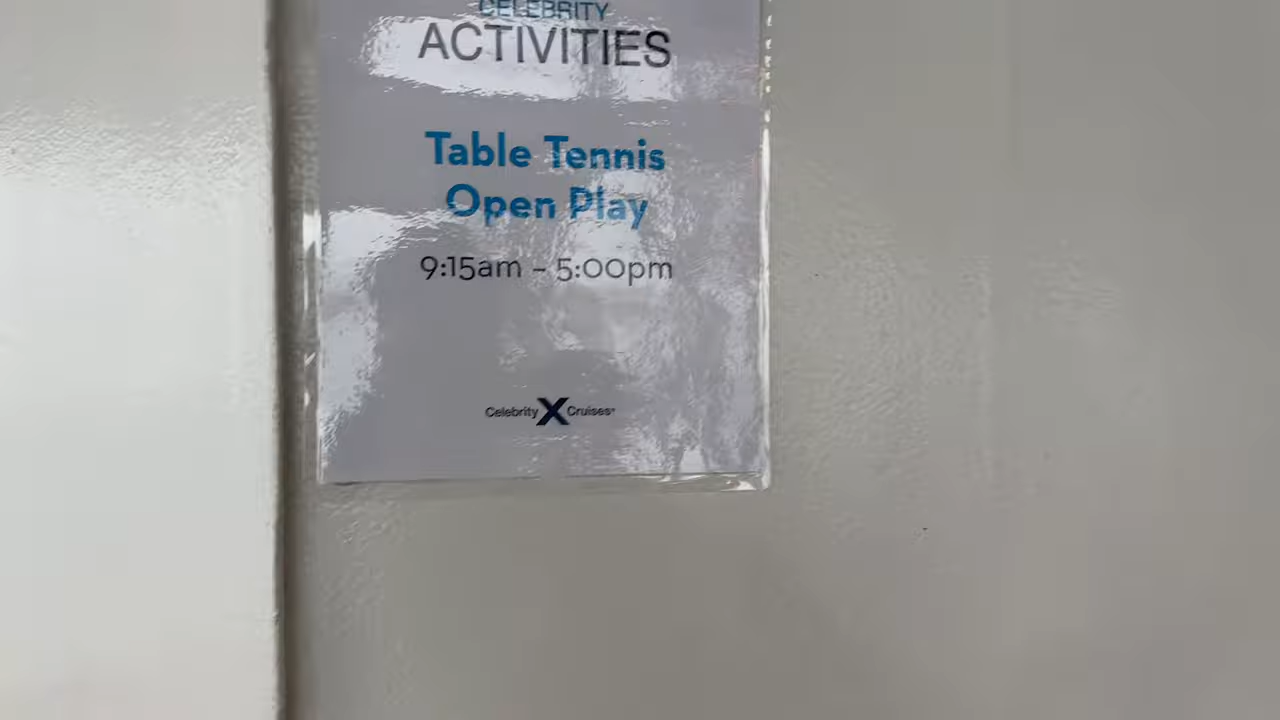 CELEBRITY
ACTIVITIES
Table Tennis
Open Play
9:15am - 5:00pm
Celebrity X Cruises®